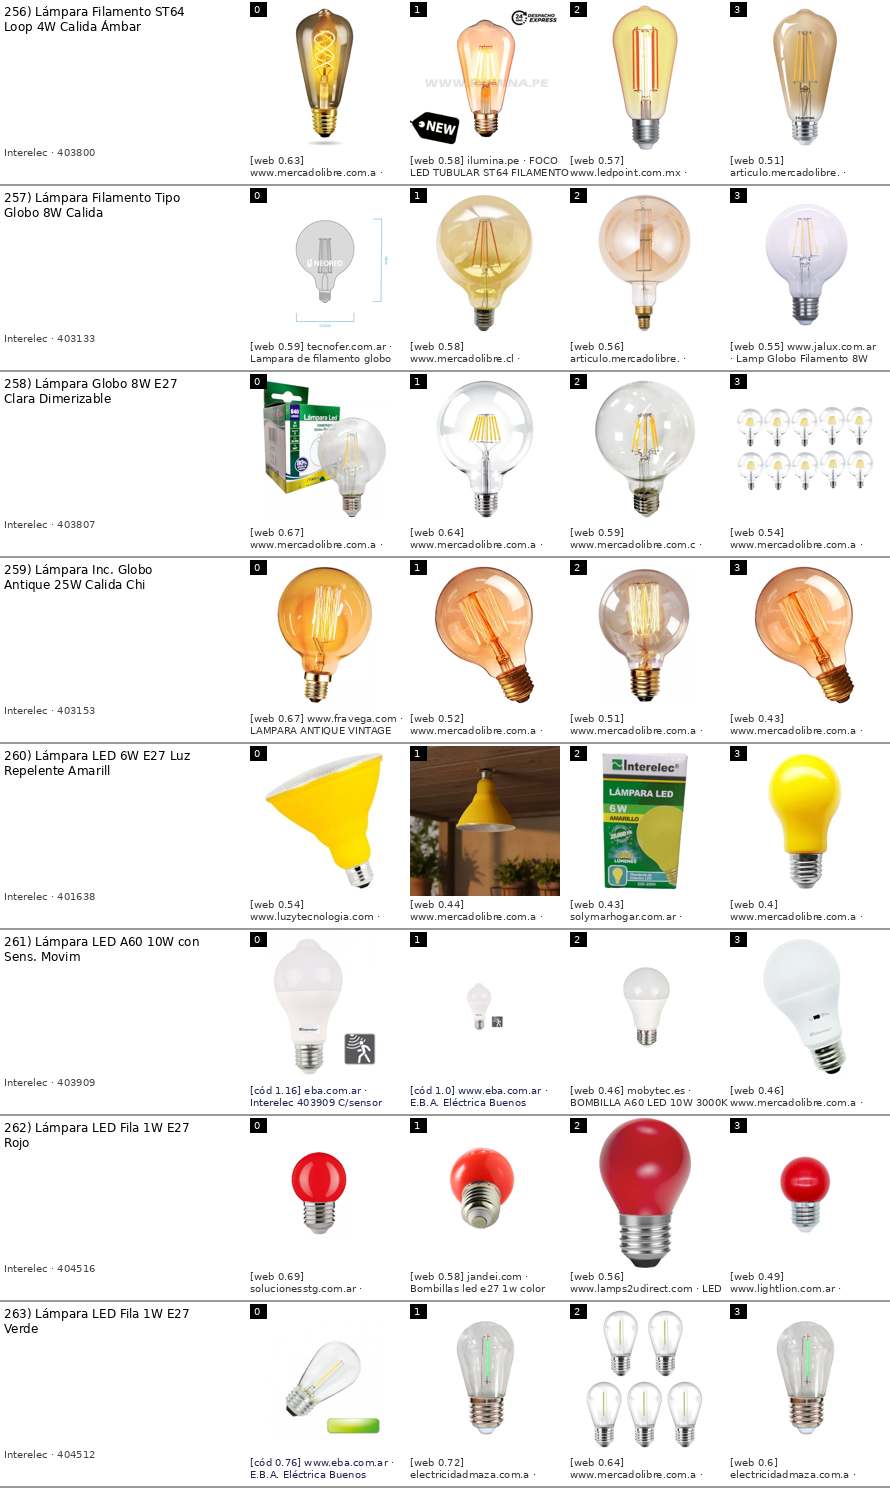 256) Lámpara Filamento ST64
Loop 4W Calida Ámbar
Interelec · 403800
0
[web 0.63]
www.mercadolibre.com.a ·
1
24 DESPACHO
EXPRESS
WWW.ILUMINA.PE
NEW
[web 0.58] ilumina.pe · FOCO
LED TUBULAR ST64 FILAMENTO
2
[web 0.57]
www.ledpoint.com.mx ·
3
[web 0.51]
articulo.mercadolibre. ·
257) Lámpara Filamento Tipo
Globo 8W Calida
Interelec · 403133
0
NEORED
[web 0.59] tecnofer.com.ar ·
Lampara de filamento globo
1
[web 0.58]
www.mercadolibre.cl ·
2
[web 0.56]
articulo.mercadolibre. ·
3
[web 0.55] www.jalux.com.ar
· Lamp Globo Filamento 8W
258) Lámpara Globo 8W E27
Clara Dimerizable
Interelec · 403807
0
Lámpara Led
[web 0.67]
www.mercadolibre.com.a ·
1
[web 0.64]
www.mercadolibre.com.a ·
2
[web 0.59]
www.mercadolibre.com.c ·
3
[web 0.54]
www.mercadolibre.com.a ·
259) Lámpara Inc. Globo
Antique 25W Calida Chi
Interelec · 403153
0
[web 0.67] www.fravega.com ·
LAMPARA ANTIQUE VINTAGE
1
[web 0.52]
www.mercadolibre.com.a ·
2
[web 0.51]
www.mercadolibre.com.a ·
3
[web 0.43]
www.mercadolibre.com.a ·
260) Lámpara LED 6W E27 Luz
Repelente Amarill
Interelec · 401638
0
[web 0.54]
www.luzytecnologia.com ·
1
[web 0.44]
www.mercadolibre.com.a ·
2
Interelec®
LÁMPARA LED
6W
AMARILLO
[web 0.43]
solymarhogar.com.ar ·
3
[web 0.4]
www.mercadolibre.com.a ·
261) Lámpara LED A60 10W con
Sens. Movim
Interelec · 403909
0
Interelec
[cód 1.16] eba.com.ar ·
Interelec 403909 C/sensor
1
[cód 1.0] www.eba.com.ar ·
E.B.A. Eléctrica Buenos
2
[web 0.46] mobytec.es ·
BOMBILLA A60 LED 10W 3000K
3
Interelec
[web 0.46]
www.mercadolibre.com.a ·
262) Lámpara LED Fila 1W E27
Rojo
Interelec · 404516
0
[web 0.69]
solucionesstg.com.ar ·
1
[web 0.58] jandei.com ·
Bombillas led e27 1w color
2
[web 0.56]
www.lamps2udirect.com · LED
3
[web 0.49]
www.lightlion.com.ar ·
263) Lámpara LED Fila 1W E27
Verde
Interelec · 404512
0
[cód 0.76] www.eba.com.ar ·
E.B.A. Eléctrica Buenos
1
[web 0.72]
electricidadmaza.com.a ·
2
[web 0.64]
www.mercadolibre.com.a ·
3
[web 0.6]
electricidadmaza.com.a ·